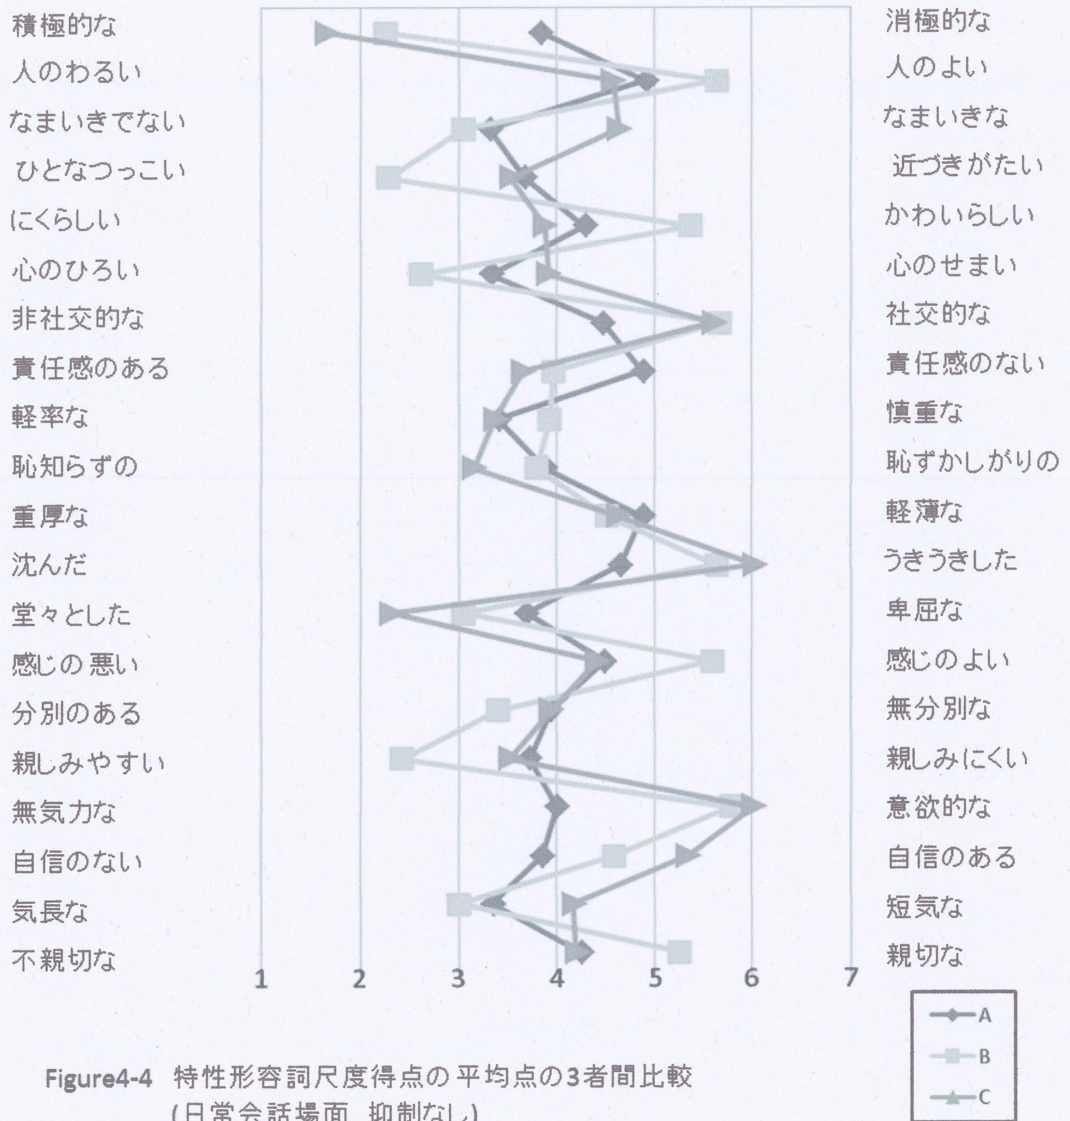 積極的な 消極的な
人のわるい 人のよい
なまいきでない なまいきな
ひとなつっこい 近づきがたい
にくらしい かわいらしい
心のひろい 心のせまい
非社交的な 社交的な
責任感のある 責任感のない
軽率な 慎重な
恥知らずの 恥ずかしがりの
重厚な 軽薄な
沈んだ うきうきした
堂々とした 卑屈な
感じの悪い 感じのよい
分別のある 無分別な
親しみやすい 親しみにくい
無気力な 意欲的な
自信のない 自信のある
気長な 短気な
不親切な 親切な
1 2 3 4 5 6 7
A
B
C
Figure4-4 特性形容詞尺度得点の平均点の3者間比較
(日常会話場面 抑制なし)